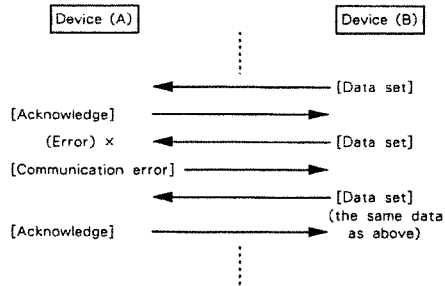 Device (A) Device (B)
[Data set]
[Acknowledge]
(Error) × [Data set]
[Communication error]
[Data set]
(the same data
[Acknowledge] as above)